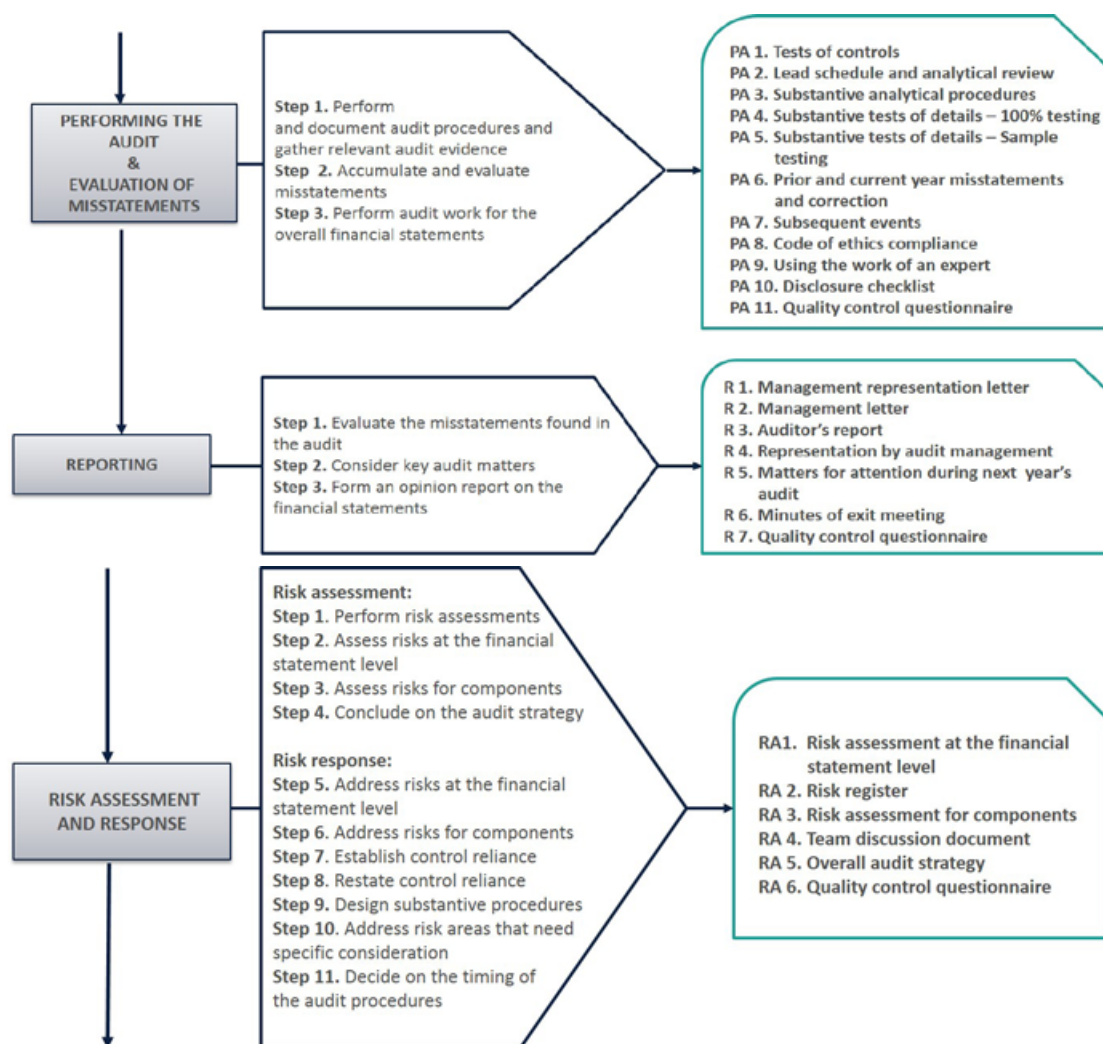 PERFORMING THE
AUDIT
&
EVALUATION OF
MISSTATEMENTS
Step 1. Perform
and document audit procedures and
gather relevant audit evidence
Step 2. Accumulate and evaluate
misstatements
Step 3. Perform audit work for the
overall financial statements
PA 1. Tests of controls
PA 2. Lead schedule and analytical review
PA 3. Substantive analytical procedures
PA 4. Substantive tests of details – 100% testing
PA 5. Substantive tests of details – Sample
testing
PA 6. Prior and current year misstatements
and correction
PA 7. Subsequent events
PA 8. Code of ethics compliance
PA 9. Using the work of an expert
PA 10. Disclosure checklist
PA 11. Quality control questionnaire
REPORTING
Step 1. Evaluate the misstatements found in
the audit
Step 2. Consider key audit matters
Step 3. Form an opinion report on the
financial statements
R 1. Management representation letter
R 2. Management letter
R 3. Auditor's report
R 4. Representation by audit management
R 5. Matters for attention during next year's
audit
R 6. Minutes of exit meeting
R 7. Quality control questionnaire
RISK ASSESSMENT
AND RESPONSE
Risk assessment:
Step 1. Perform risk assessments
Step 2. Assess risks at the financial
statement level
Step 3. Assess risks for components
Step 4. Conclude on the audit strategy
Risk response:
Step 5. Address risks at the financial
statement level
Step 6. Address risks for components
Step 7. Establish control reliance
Step 8. Restate control reliance
Step 9. Design substantive procedures
Step 10. Address risk areas that need
specific consideration
Step 11. Decide on the timing of
the audit procedures
RA1. Risk assessment at the financial
statement level
RA 2. Risk register
RA 3. Risk assessment for components
RA 4. Team discussion document
RA 5. Overall audit strategy
RA 6. Quality control questionnaire